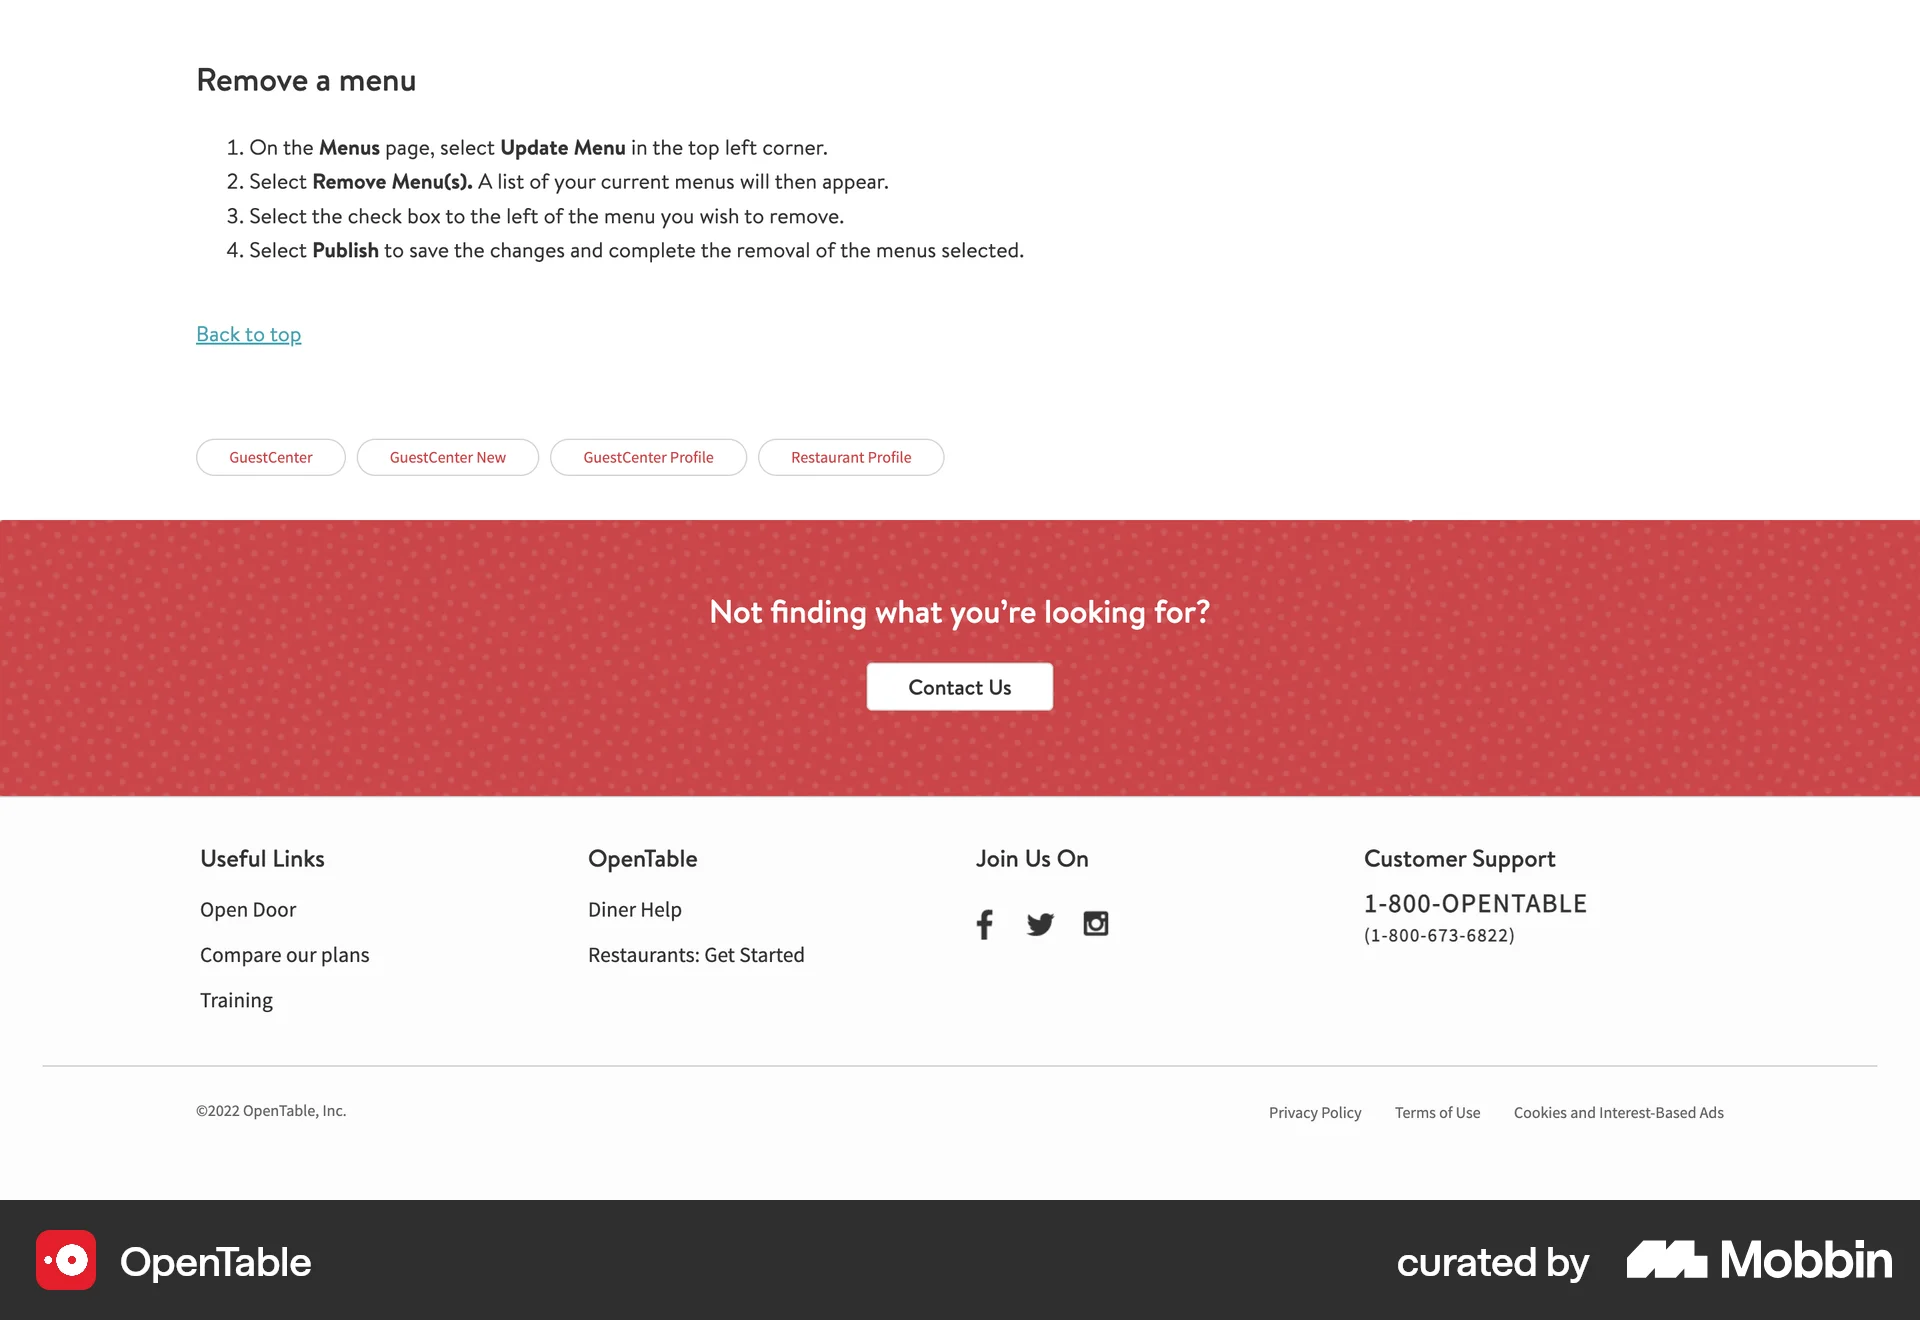 Remove a menu
1. On the Menus page, select Update Menu in the top left corner.
2. Select Remove Menu(s). A list of your current menus will then appear.
3. Select the check box to the left of the menu you wish to remove.
4. Select Publish to save the changes and complete the removal of the menus selected.
Back to top
GuestCenter
GuestCenter New
GuestCenter Profile
Restaurant Profile
Not finding what you’re looking for?
Contact Us
Useful Links
Open Door
Compare our plans
Training
OpenTable
Diner Help
Restaurants: Get Started
Join Us On
Customer Support
1-800-OPENTABLE
(1-800-673-6822)
©2022 OpenTable, Inc.
Privacy Policy
Terms of Use
Cookies and Interest-Based Ads
OpenTable
curated by
Mobbin